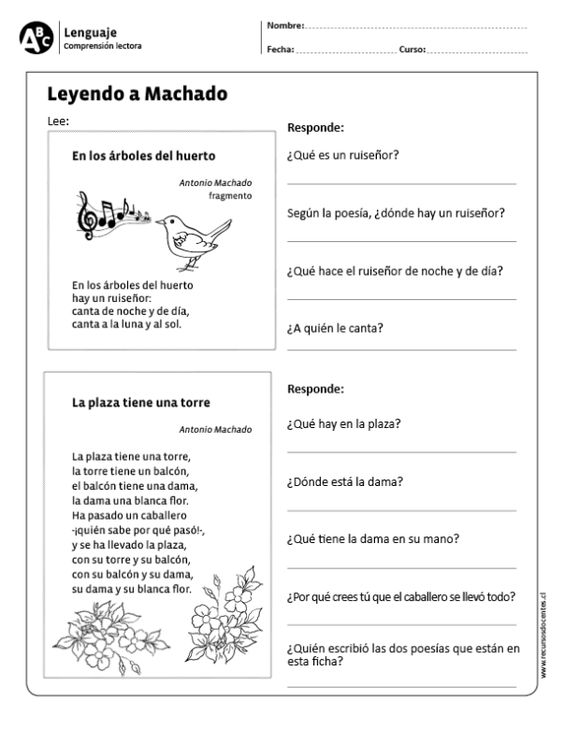 ABC
Lenguaje
Comprensión lectora
Nombre:
Fecha: Curso:
Leyendo a Machado
Lee:
En los árboles del huerto
Antonio Machado
fragmento
En los árboles del huerto
hay un ruiseñor:
canta de noche y de día,
canta a la luna y al sol.
Responde:
¿Qué es un ruiseñor?
Según la poesía, ¿dónde hay un ruiseñor?
¿Qué hace el ruiseñor de noche y de día?
¿A quién le canta?
La plaza tiene una torre
Antonio Machado
La plaza tiene una torre,
la torre tiene un balcón,
el balcón tiene una dama,
la dama una blanca flor.
Ha pasado un caballero
-¡quién sabe por qué pasó!-,
y se ha llevado la plaza,
con su torre y su balcón,
con su balcón y su dama,
su dama y su blanca flor.
Responde:
¿Qué hay en la plaza?
¿Dónde está la dama?
¿Qué tiene la dama en su mano?
¿Por qué crees tú que el caballero se llevó todo?
¿Quién escribió las dos poesías que están en
esta ficha?
www.recursosdocentes.cl